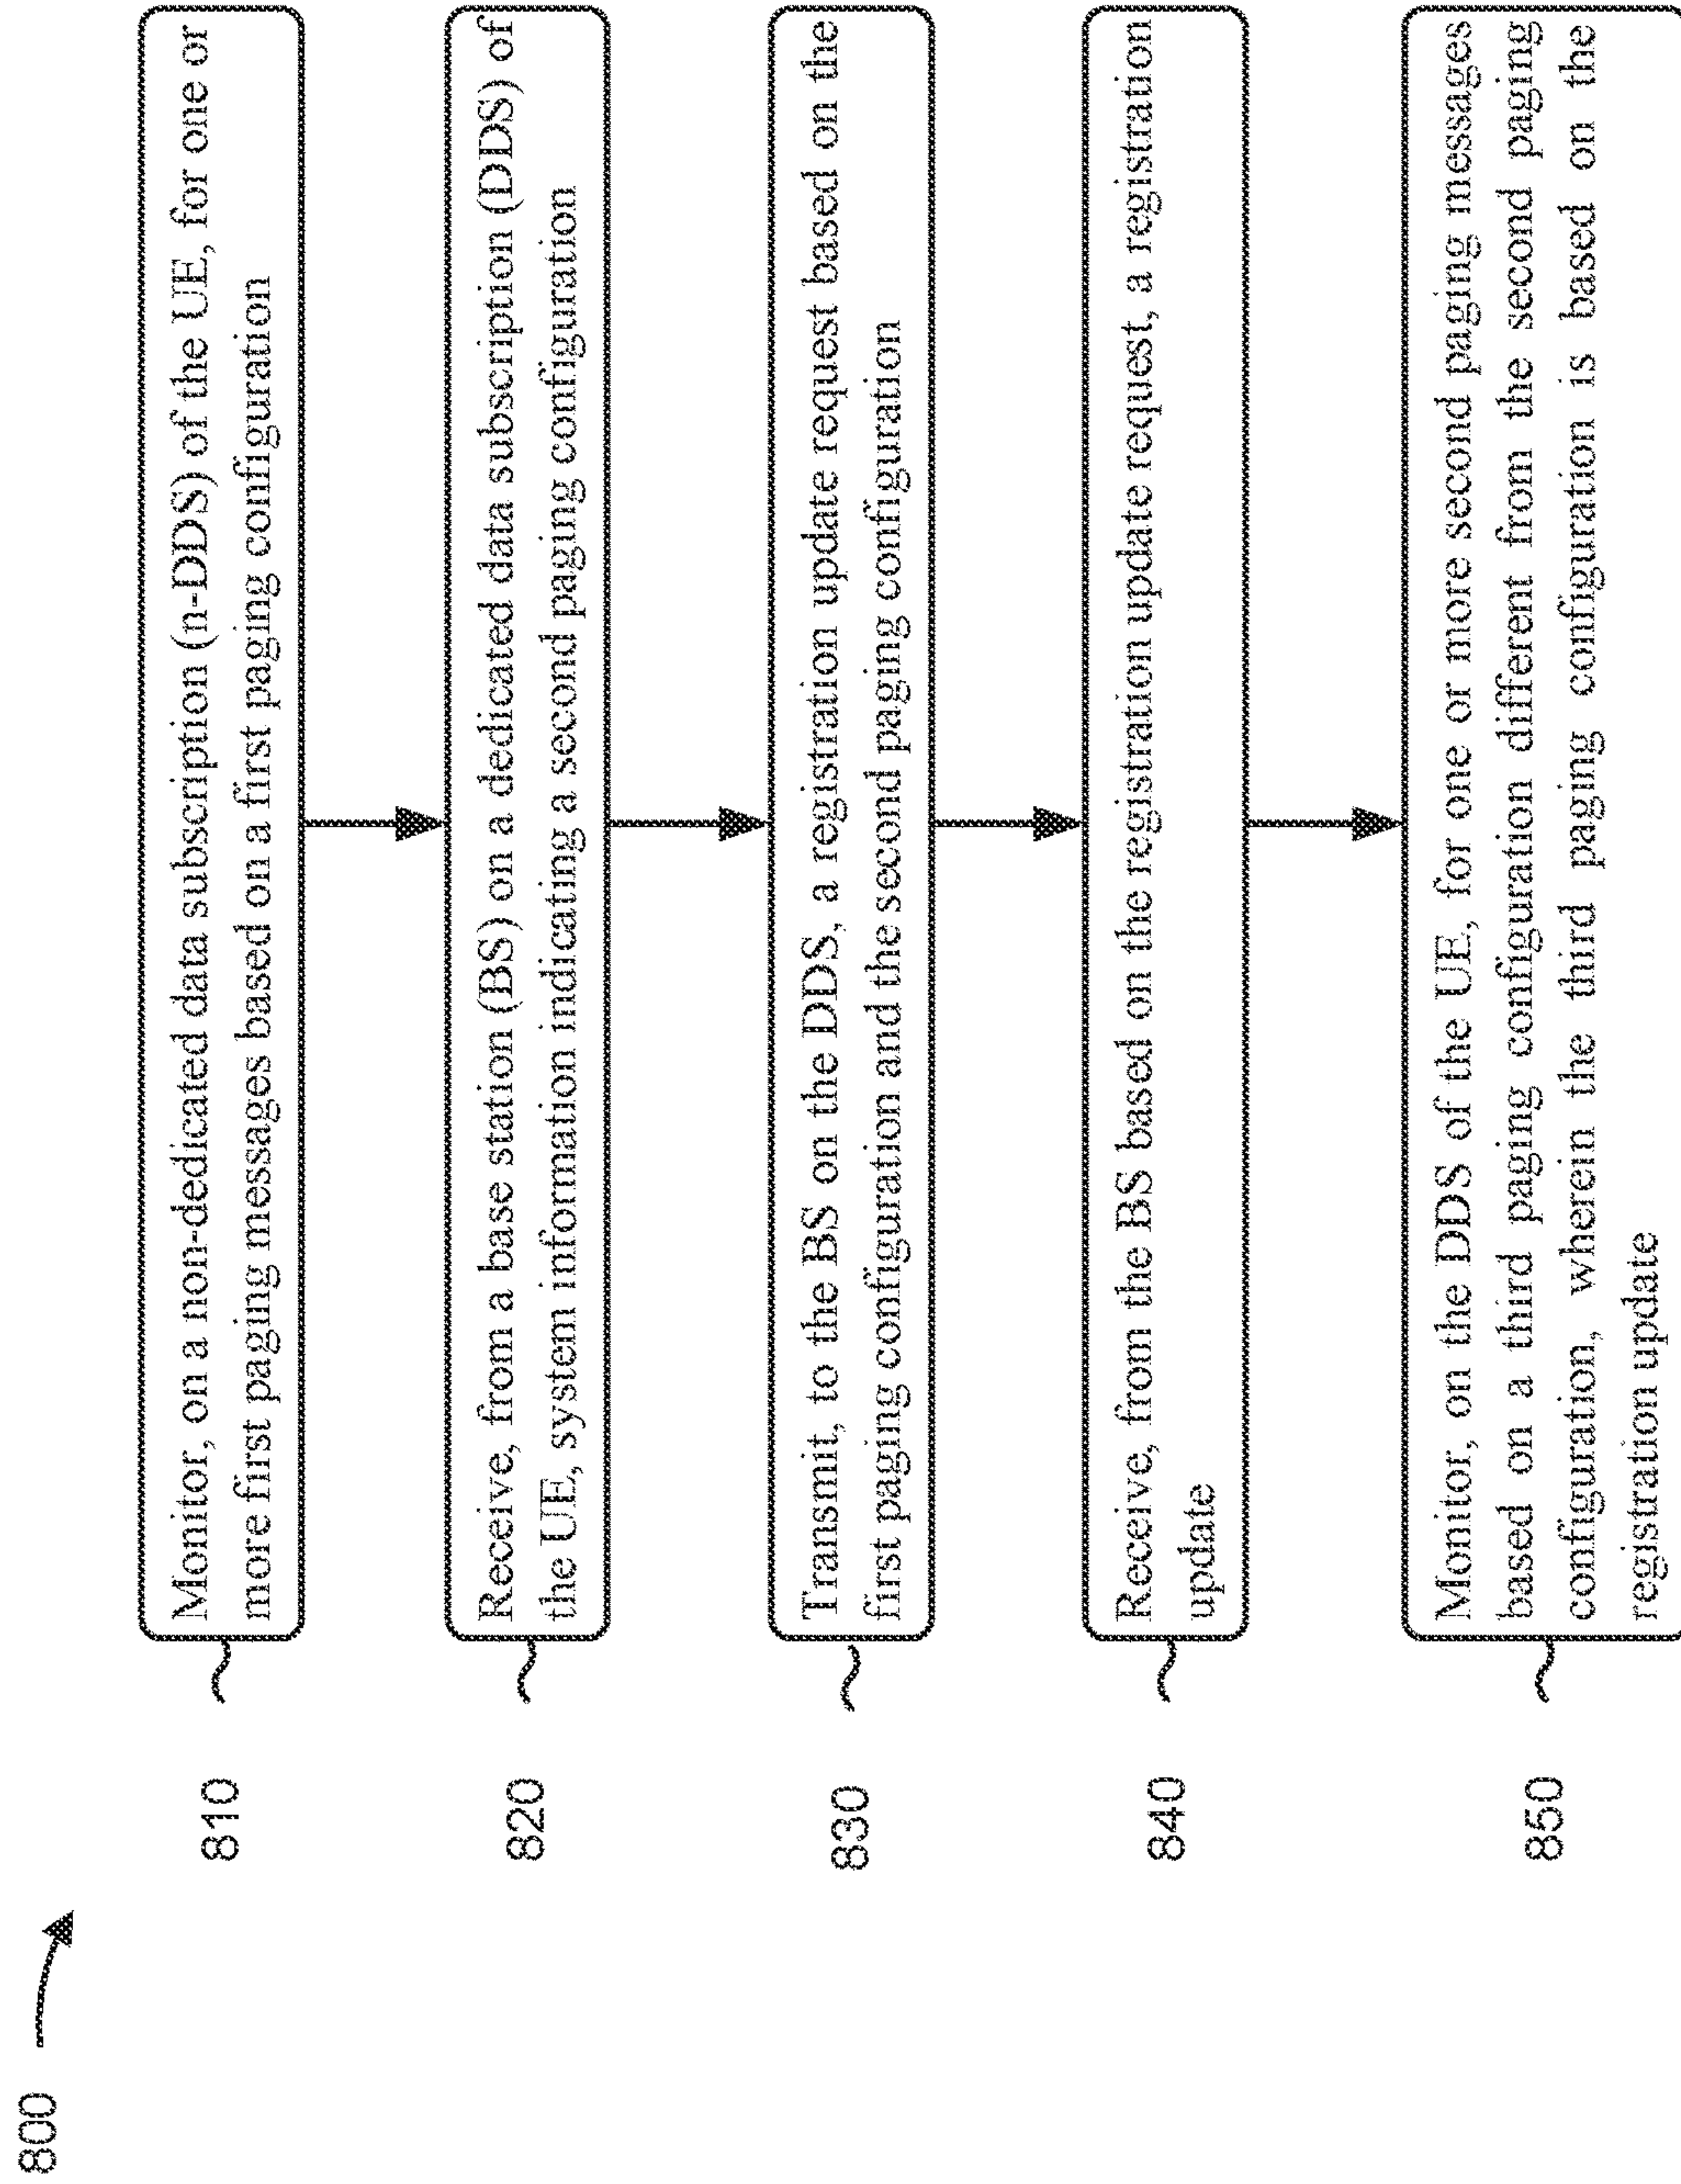 800
810
Monitor, on a non-dedicated data subscription (n-DDS) of the UE, for one or
more first paging messages based on a first paging configuration
820
Receive, from a base station (BS) on a dedicated data subscription (DDS) of
the UE, system information indicating a second paging configuration
830
Transmit, to the BS on the DDS, a registration update request based on the
first paging configuration and the second paging configuration
840
Receive, from the BS based on the registration update request, a registration
update
850
Monitor, on the DDS of the UE, for one or more second paging messages
based on a third paging configuration different from the second paging
configuration, wherein the third paging configuration is based on the
registration update